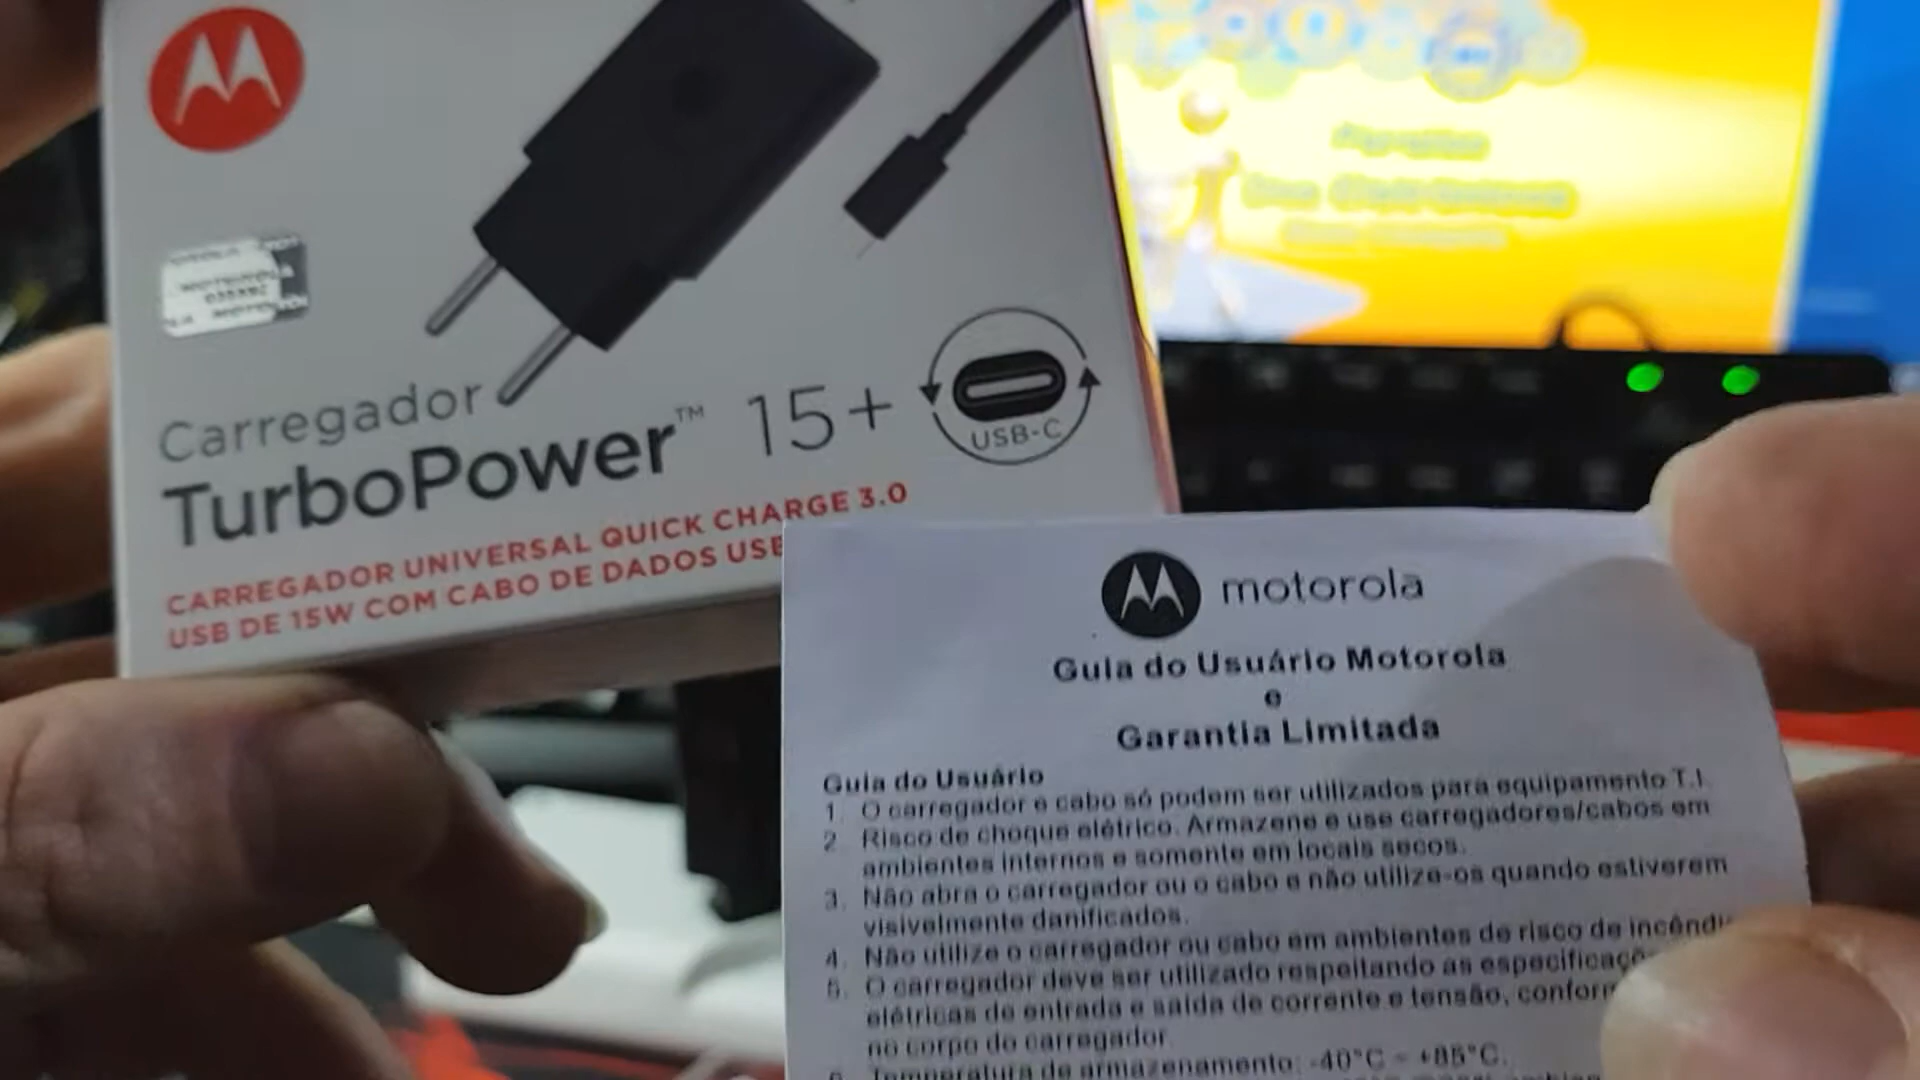 MOTOROLA
Carregador
TurboPower™ 15+
USB-C
CARREGADOR UNIVERSAL QUICK CHARGE 3.0
USB DE 15W COM CABO DE DADOS USB
motorola
Guia do Usuário Motorola
e
Garantia Limitada
Guia do Usuário
1. O carregador e cabo só podem ser utilizados para equipamento T.I.
2 Risco de choque elétrico. Armazene e use carregadores/cabos em
ambientes internos e somente em locais secos.
3. Não abra o carregador ou o cabo e não utilize-os quando estiverem
visivelmente danificados.
4. Não utilize o carregador ou cabo em ambientes de risco de incêndi
5. O carregador deve ser utilizado respeitando as especificaçõ
elétricas de entrada e saída de corrente e tensão, conform
no corpo do carregador.
6. Temperatura de armazenamento: -40°C ~ +85°C.